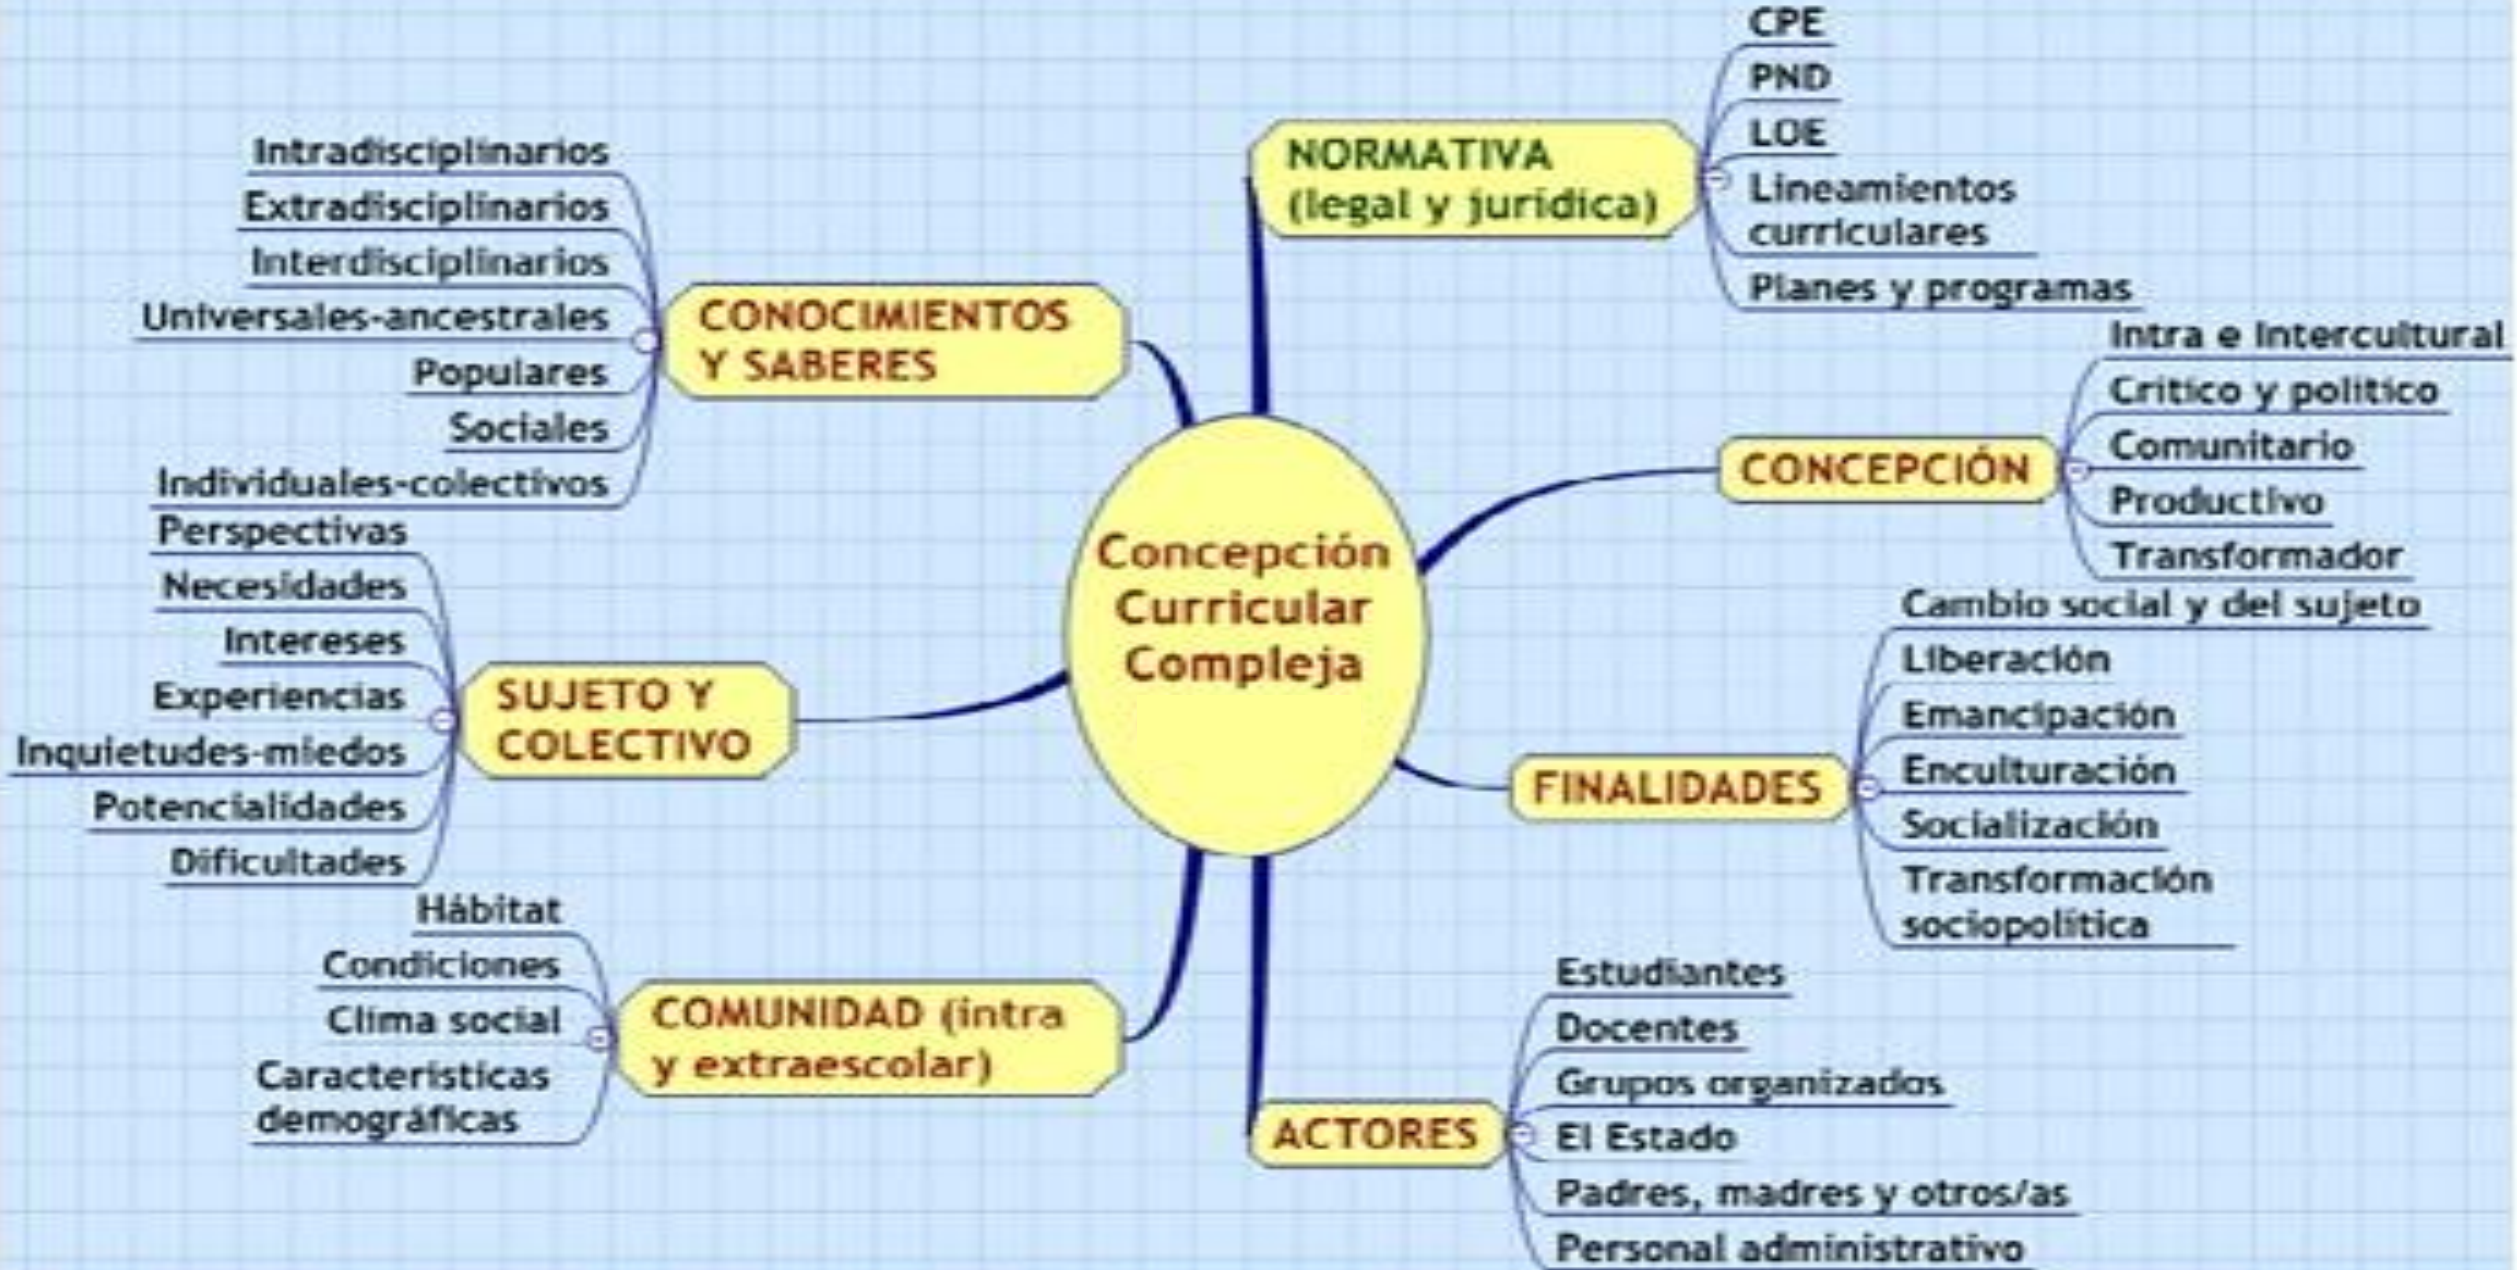 Concepción
Curricular
Compleja
NORMATIVA
(legal y jurídica)
CPE
PND
LOE
Lineamientos
curriculares
Planes y programas
CONCEPCIÓN
Intra e Intercultural
Crítico y político
Comunitario
Productivo
Transformador
FINALIDADES
Cambio social y del sujeto
Liberación
Emancipación
Enculturación
Socialización
Transformación
sociopolítica
ACTORES
Estudiantes
Docentes
Grupos organizados
El Estado
Padres, madres y otros/as
Personal administrativo
CONOCIMIENTOS
Y SABERES
Intradisciplinarios
Extradisciplinarios
Interdisciplinarios
Universales-ancestrales
Populares
Sociales
Individuales-colectivos
SUJETO Y
COLECTIVO
Perspectivas
Necesidades
Intereses
Experiencias
Inquietudes-miedos
Potencialidades
Dificultades
COMUNIDAD (intra
y extraescolar)
Hábitat
Condiciones
Clima social
Características
demográficas